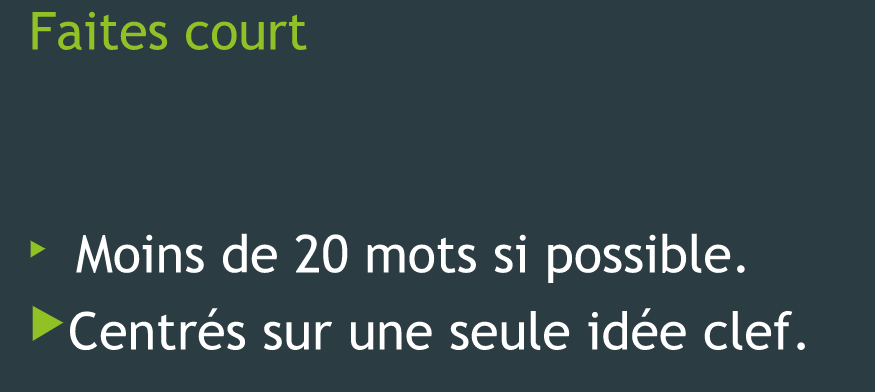 Faites court
Moins de 20 mots si possible.
Centrés sur une seule idée clef.